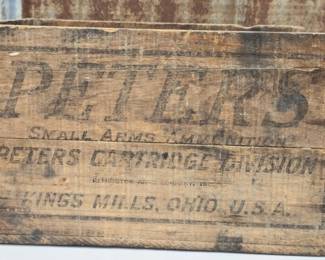 PETERS
SMALL ARMS AMMUNITION
PETERS CARTRIDGE DIVISION
KINGS MILLS, OHIO, U.S.A.